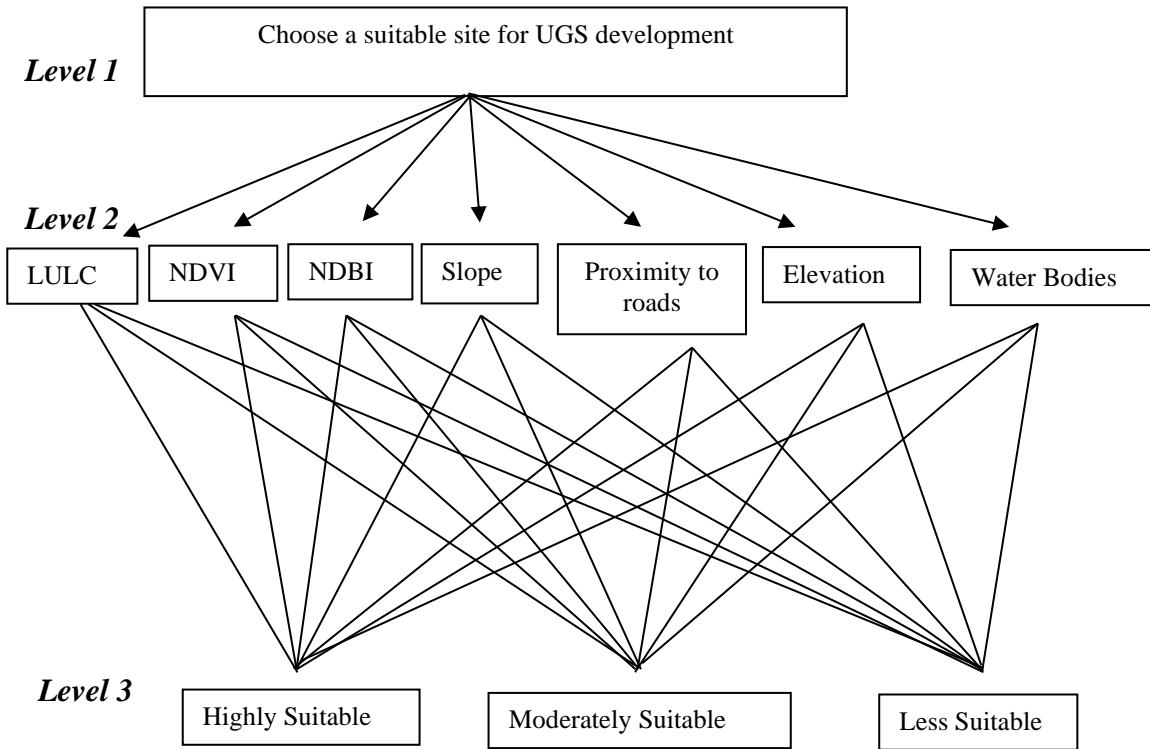 Choose a suitable site for UGS development
Level 1
Level 2
LULC
NDVI
NDBI
Slope
Proximity to
roads
Elevation
Water Bodies
Level 3
Highly Suitable
Moderately Suitable
Less Suitable